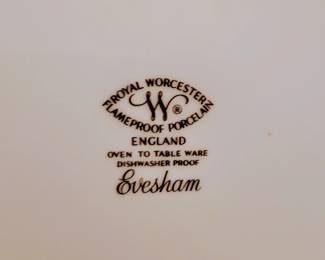 ROYAL WORCESTER
W®
FLAMEPROOF PORCELAIN
ENGLAND
OVEN TO TABLE WARE
DISHWASHER PROOF
Evesham